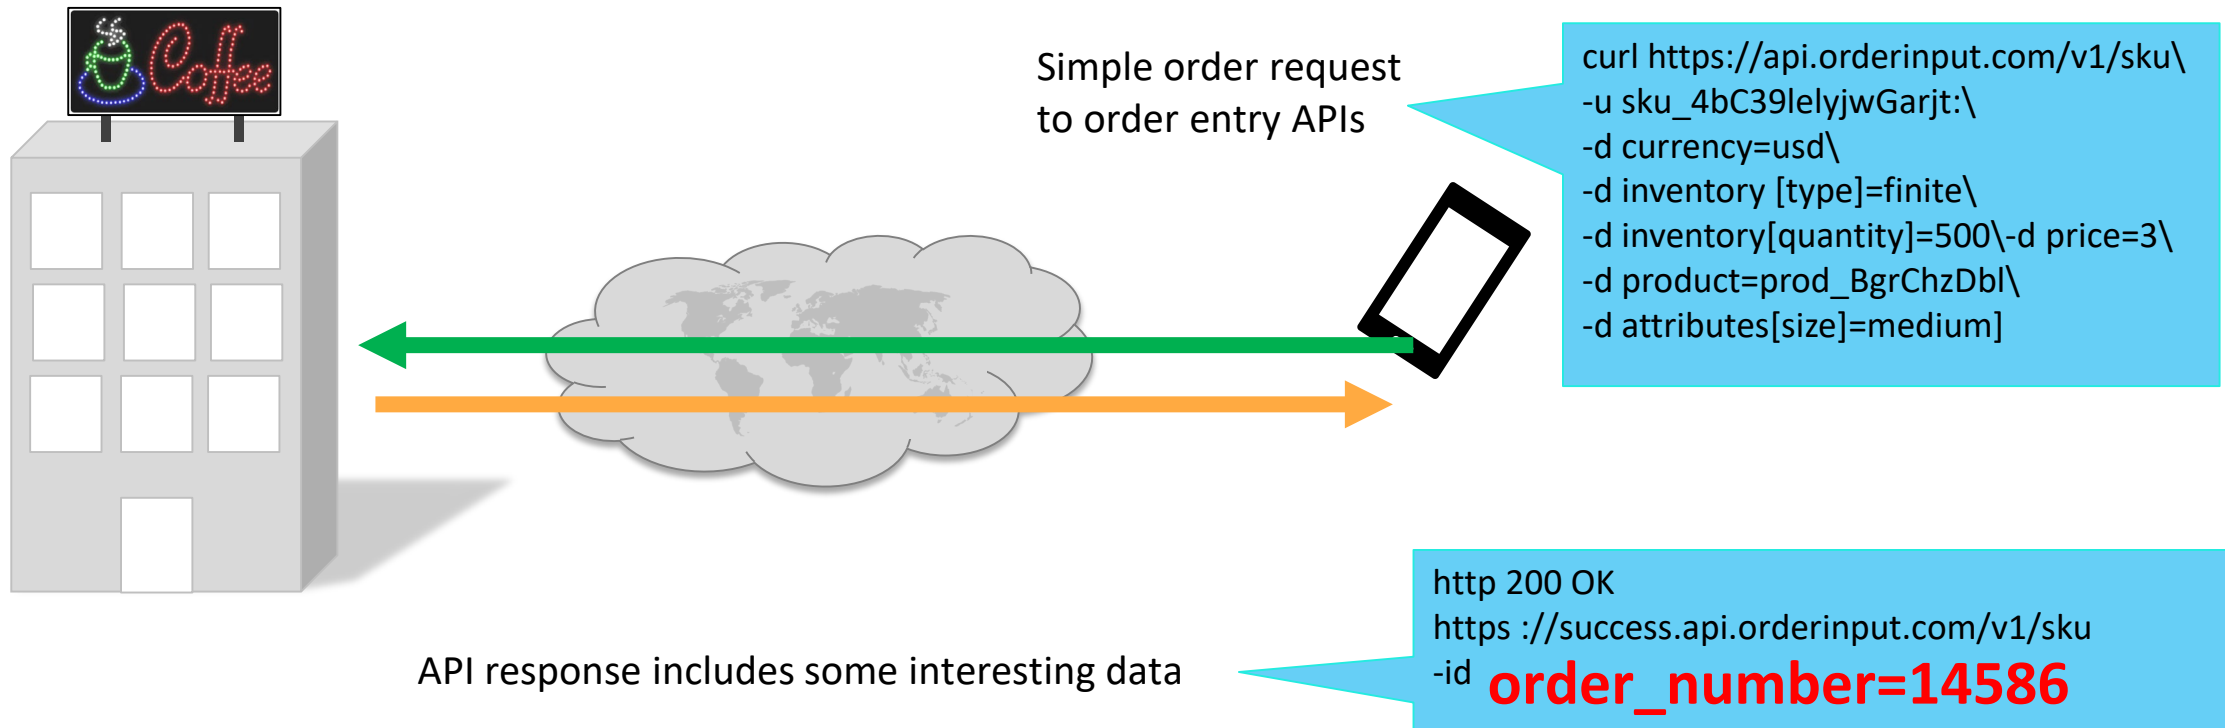 Coffee
Simple order request
to order entry APIs
curl https://api.orderinput.com/v1/sku\
-u sku_4bC39lelyjwGarjt:\
-d currency=usd\
-d inventory [type]=finite\
-d inventory[quantity]=500\-d price=3\
-d product=prod_BgrChzDbl\
-d attributes[size]=medium]
API response includes some interesting data
http 200 OK
https ://success.api.orderinput.com/v1/sku
-id order_number=14586